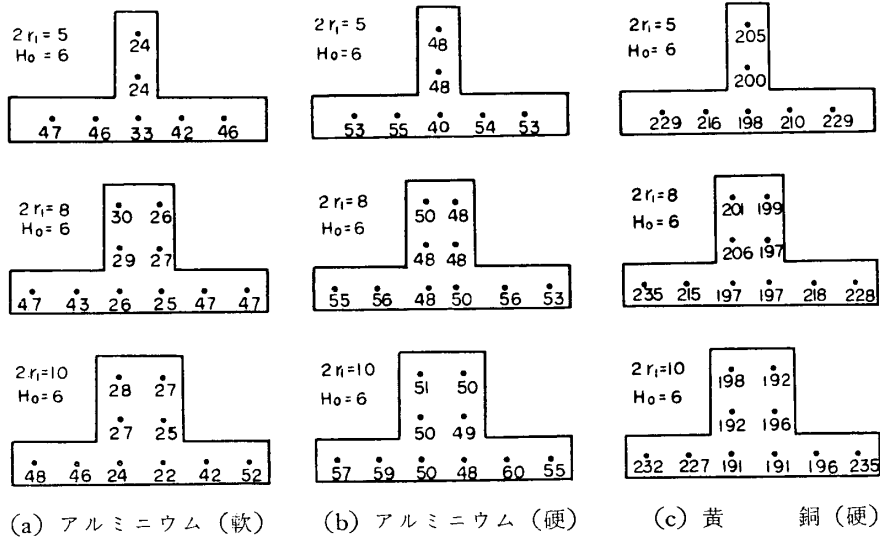 2r₁=5
H₀=6
24
24
47 46 33 42 46
2r₁=5
H₀=6
48
48
53 55 40 54 53
2r₁=5
H₀=6
205
200
229 216 198 210 229
2r₁=8
H₀=6
30 26
29 27
47 43 26 25 47 47
2r₁=8
H₀=6
50 48
48 48
55 56 48 50 56 53
2r₁=8
H₀=6
201 199
206 197
235 215 197 197 218 228
2r₁=10
H₀=6
28 27
27 25
48 46 24 22 42 52
2r₁=10
H₀=6
51 50
50 49
57 59 50 48 60 55
2r₁=10
H₀=6
198 192
192 196
232 227 191 191 196 235
(a) アルミニウム（軟）
(b) アルミニウム（硬）
(c) 黄　銅（硬）